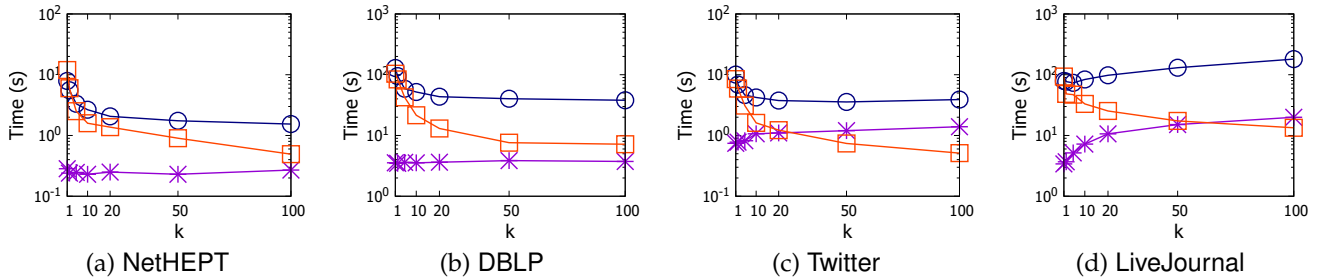 10² 10³ 10² 10³
10¹ 10² 10¹ 10²
Time (s) Time (s) Time (s) Time (s)
10⁰ 10¹ 10⁰ 10¹
10⁻¹ 10⁰ 10⁻¹ 10⁰
1 10 20 50 100 1 10 20 50 100 1 10 20 50 100 1 10 20 50 100
k k k k
(a) NetHEPT (b) DBLP (c) Twitter (d) LiveJournal